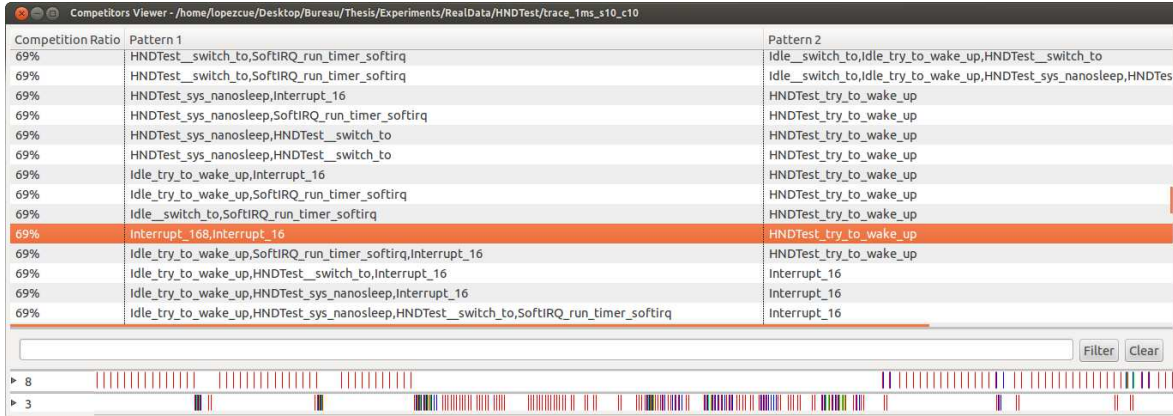 Competitors Viewer - /home/lopezcue/Desktop/Bureau/Thesis/Experiments/RealData/HNDTest/trace_1ms_s10_c10
Competition Ratio Pattern 1 Pattern 2
69% HNDTest__switch_to,SoftIRQ_run_timer_softirq Idle__switch_to,Idle_try_to_wake_up,HNDTest__switch_to
69% HNDTest__switch_to,SoftIRQ_run_timer_softirq Idle__switch_to,Idle_try_to_wake_up,HNDTest_sys_nanosleep,HNDTes
69% HNDTest_sys_nanosleep,Interrupt_16 HNDTest_try_to_wake_up
69% HNDTest_sys_nanosleep,SoftIRQ_run_timer_softirq HNDTest_try_to_wake_up
69% HNDTest_sys_nanosleep,HNDTest__switch_to HNDTest_try_to_wake_up
69% HNDTest_sys_nanosleep,HNDTest__switch_to HNDTest_try_to_wake_up
69% Idle_try_to_wake_up,Interrupt_16 HNDTest_try_to_wake_up
69% Idle_try_to_wake_up,SoftIRQ_run_timer_softirq HNDTest_try_to_wake_up
69% Idle__switch_to,SoftIRQ_run_timer_softirq HNDTest_try_to_wake_up
69% Interrupt_168,Interrupt_16 HNDTest_try_to_wake_up
69% Idle_try_to_wake_up,SoftIRQ_run_timer_softirq,Interrupt_16 HNDTest_try_to_wake_up
69% Idle_try_to_wake_up,HNDTest__switch_to,Interrupt_16 Interrupt_16
69% Idle_try_to_wake_up,HNDTest_sys_nanosleep,Interrupt_16 Interrupt_16
69% Idle_try_to_wake_up,HNDTest_sys_nanosleep,HNDTest__switch_to,SoftIRQ_run_timer_softirq Interrupt_16
Filter Clear
8
3